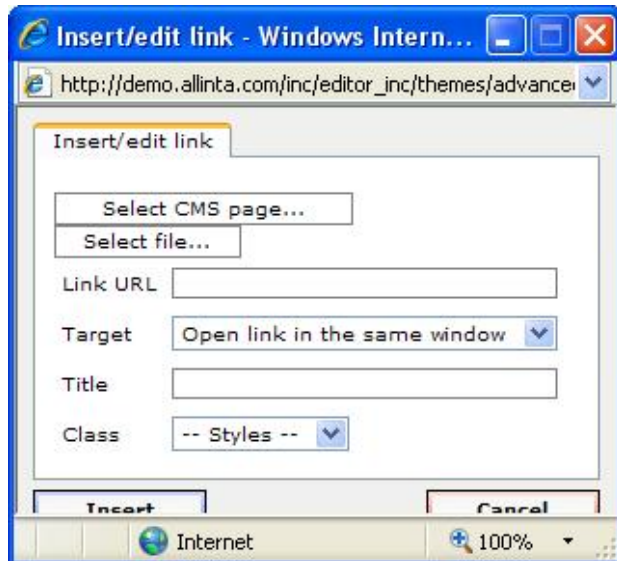 Insert/edit link - Windows Intern...
http://demo.allinta.com/inc/editor_inc/themes/advance
Insert/edit link
Select CMS page...
Select file...
Link URL
Target Open link in the same window
Title
Class -- Styles --
Insert Cancel
Internet 100%